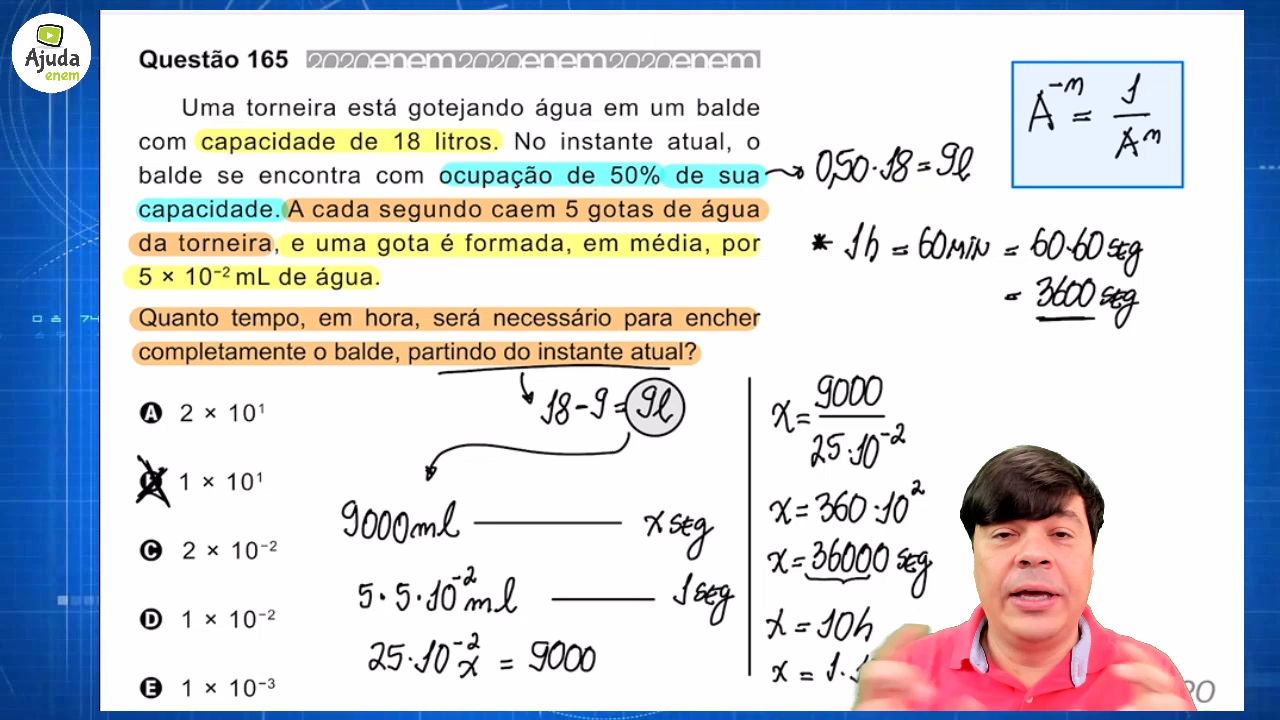 Ajuda
enem
Questão 165
2020enem2020enem2020enem
Uma torneira está gotejando água em um balde
com capacidade de 18 litros. No instante atual, o
balde se encontra com ocupação de 50% de sua
capacidade. A cada segundo caem 5 gotas de água
da torneira, e uma gota é formada, em média, por
5 × 10⁻² mL de água.
Quanto tempo, em hora, será necessário para encher
completamente o balde, partindo do instante atual?
A 2 × 10¹
B 1 × 10¹
C 2 × 10⁻²
D 1 × 10⁻²
E 1 × 10⁻³
18 - 9 = 9l
9000ml x seg
5 · 5 · 10⁻² ml 1 seg
25 · 10⁻² x = 9000
A⁻ⁿ = 1/Aⁿ
0,50 · 18 = 9l
* 1h = 60 min = 60·60 seg
= 3600 seg
x = 9000/25·10⁻²
x = 360 · 10²
x = 36000 seg
x = 10h
x = 1 ·